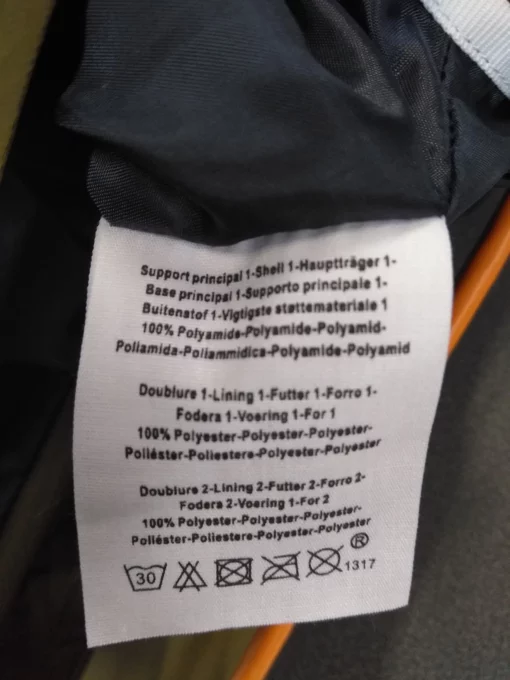 Support principal 1-Shell 1-Hauptträger 1-
Base principal 1-Supporto principale 1-
Buitenstof 1-Vigtigste støttemateriale 1
100% Polyamide-Polyamide-Polyamid-
Poliamida-Poliammidica-Polyamide-Polyamid
Doublure 1-Lining 1-Futter 1-Forro 1-
Fodera 1-Voering 1-For 1
100% Polyester-Polyester-Polyester-
Poliéster-Poliestere-Polyester-Polyester
Doublure 2-Lining 2-Futter 2-Forro 2-
Fodera 2-Voering 1-For 2
100% Polyester-Polyester-Polyester-
Poliéster-Poliestere-Polyester-Polyester
30 ® 1317